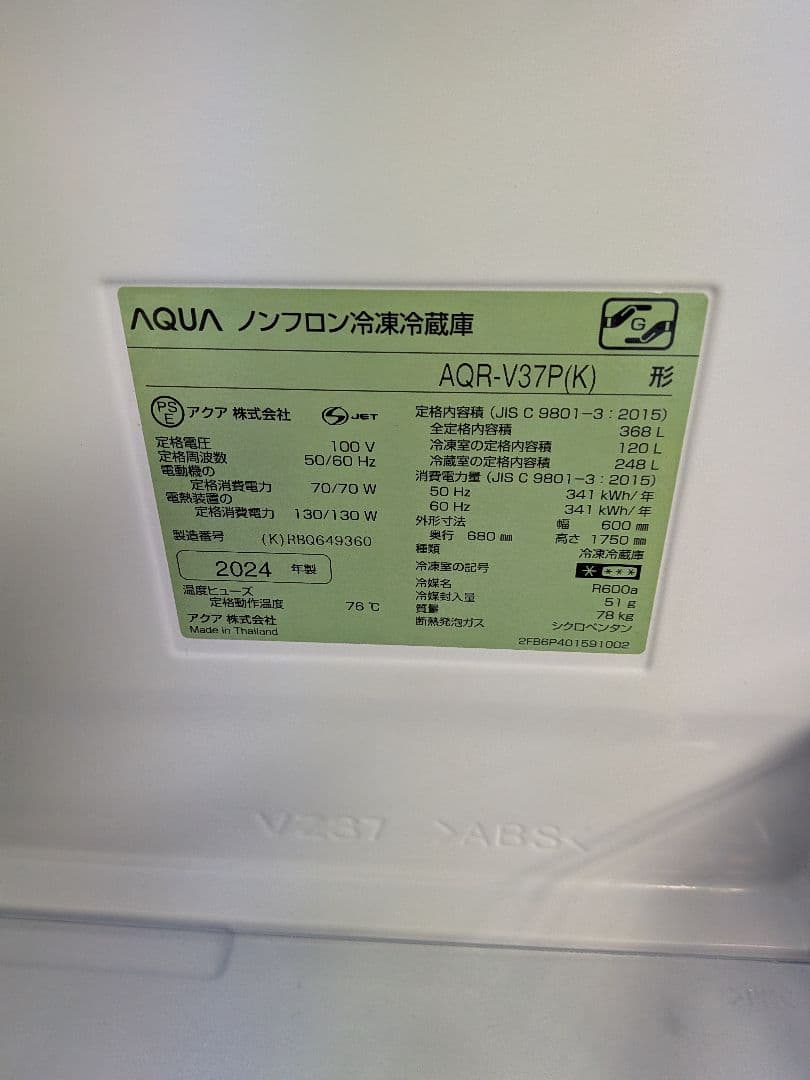 AQUA ノンフロン冷凍冷蔵庫
G
AQR-V37P(K) 形
PS E アクア 株式会社 S JET
定格電圧 100 V
定格周波数 50/60 Hz
電動機の
定格消費電力 70/70 W
電熱装置の
定格消費電力 130/130 W
製造番号 (K)RBQ649360
2024 年製
温度ヒューズ
定格動作温度 76 ℃
アクア 株式会社
Made in Thailand
定格内容積 (JIS C 9801-3:2015)
全定格内容積 368 L
冷凍室の定格内容積 120 L
冷蔵室の定格内容積 248 L
消費電力量 (JIS C 9801-3:2015)
50 Hz 341 kWh/年
60 Hz 341 kWh/年
外形寸法 幅 600 ㎜
奥行 680 ㎜ 高さ 1750 ㎜
種類 冷凍冷蔵庫
冷凍室の記号 * ***
冷媒名 R600a
冷媒封入量 51 g
質量 78 kg
断熱発泡ガス シクロペンタン
2FB6P401591002
VZ37 >ABS<